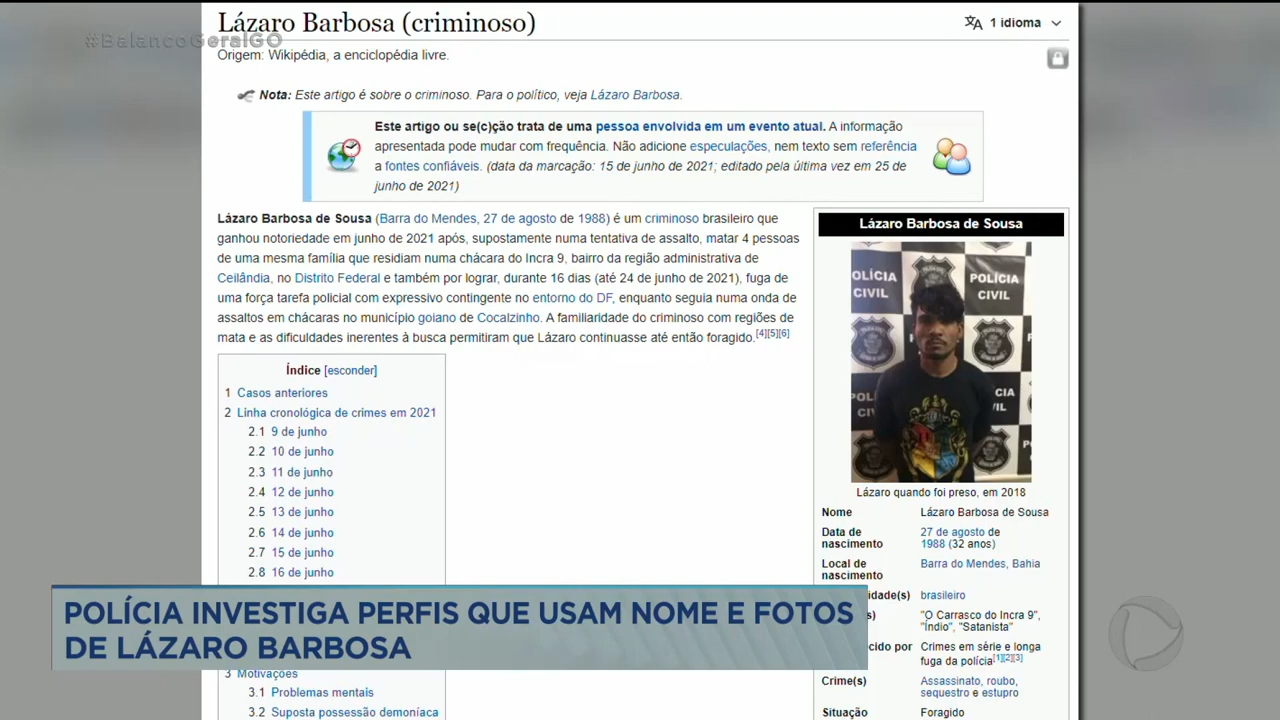 Lázaro Barbosa (criminoso)
1 idioma
#BalancoGeralGO
Origem: Wikipédia, a enciclopédia livre.
Nota: Este artigo é sobre o criminoso. Para o político, veja Lázaro Barbosa.
Este artigo ou se(c)ção trata de uma pessoa envolvida em um evento atual. A informação
apresentada pode mudar com frequência. Não adicione especulações, nem texto sem referência
a fontes confiáveis. (data da marcação: 15 de junho de 2021; editado pela última vez em 25 de
junho de 2021)
Lázaro Barbosa de Sousa (Barra do Mendes, 27 de agosto de 1988) é um criminoso brasileiro que
ganhou notoriedade em junho de 2021 após, supostamente numa tentativa de assalto, matar 4 pessoas
de uma mesma família que residiam numa chácara do Incra 9, bairro da região administrativa de
Ceilândia, no Distrito Federal e também por lograr, durante 16 dias (até 24 de junho de 2021), fuga de
uma força tarefa policial com expressivo contingente no entorno do DF, enquanto seguia numa onda de
assaltos em chácaras no município goiano de Cocalzinho. A familiaridade do criminoso com regiões de
mata e as dificuldades inerentes à busca permitiram que Lázaro continuasse até então foragido.[4][5][6]
Índice [esconder]
1 Casos anteriores
2 Linha cronológica de crimes em 2021
2.1 9 de junho
2.2 10 de junho
2.3 11 de junho
2.4 12 de junho
2.5 13 de junho
2.6 14 de junho
2.7 15 de junho
2.8 16 de junho
3 Motivações
3.1 Problemas mentais
3.2 Suposta possessão demoníaca
Lázaro Barbosa de Sousa
OLÍCIA
CIVIL
POLÍCIA
CIVIL
POL
CI
CIA
/IL
Lázaro quando foi preso, em 2018
Nome Lázaro Barbosa de Sousa
Data de nascimento 27 de agosto de
1988 (32 anos)
Local de nascimento Barra do Mendes, Bahia
idade(s) brasileiro
"O Carrasco do Incra 9",
"Índio", "Satanista"
cido por Crimes em série e longa
fuga da polícia[1][2][3]
Crime(s) Assassinato, roubo,
sequestro e estupro
Situação Foragido
POLÍCIA INVESTIGA PERFIS QUE USAM NOME E FOTOS
DE LÁZARO BARBOSA